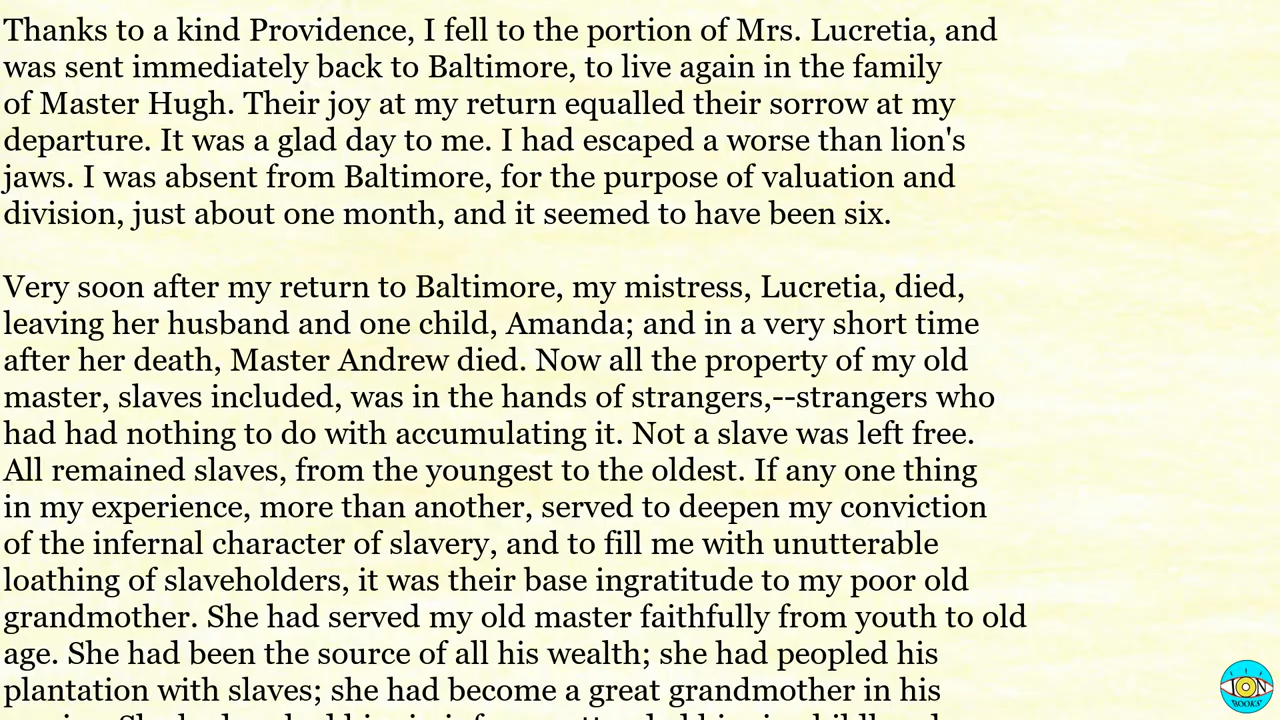 Thanks to a kind Providence, I fell to the portion of Mrs. Lucretia, and
was sent immediately back to Baltimore, to live again in the family
of Master Hugh. Their joy at my return equalled their sorrow at my
departure. It was a glad day to me. I had escaped a worse than lion's
jaws. I was absent from Baltimore, for the purpose of valuation and
division, just about one month, and it seemed to have been six.
Very soon after my return to Baltimore, my mistress, Lucretia, died,
leaving her husband and one child, Amanda; and in a very short time
after her death, Master Andrew died. Now all the property of my old
master, slaves included, was in the hands of strangers,--strangers who
had had nothing to do with accumulating it. Not a slave was left free.
All remained slaves, from the youngest to the oldest. If any one thing
in my experience, more than another, served to deepen my conviction
of the infernal character of slavery, and to fill me with unutterable
loathing of slaveholders, it was their base ingratitude to my poor old
grandmother. She had served my old master faithfully from youth to old
age. She had been the source of all his wealth; she had peopled his
plantation with slaves; she had become a great grandmother in his
ION
BOOKS